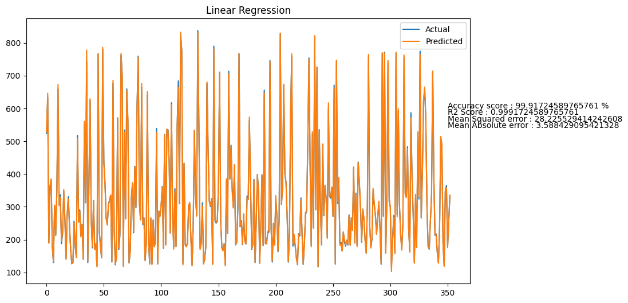 Linear Regression
Actual
Predicted
800
700
600
500
400
300
200
100
0
50
100
150
200
250
300
350
Accuracy score : 99.91724589765761 %
R2 Score : 0.9991724589765761
Mean Squared error : 28.225529414242608
Mean Absolute error : 3.588429095421328